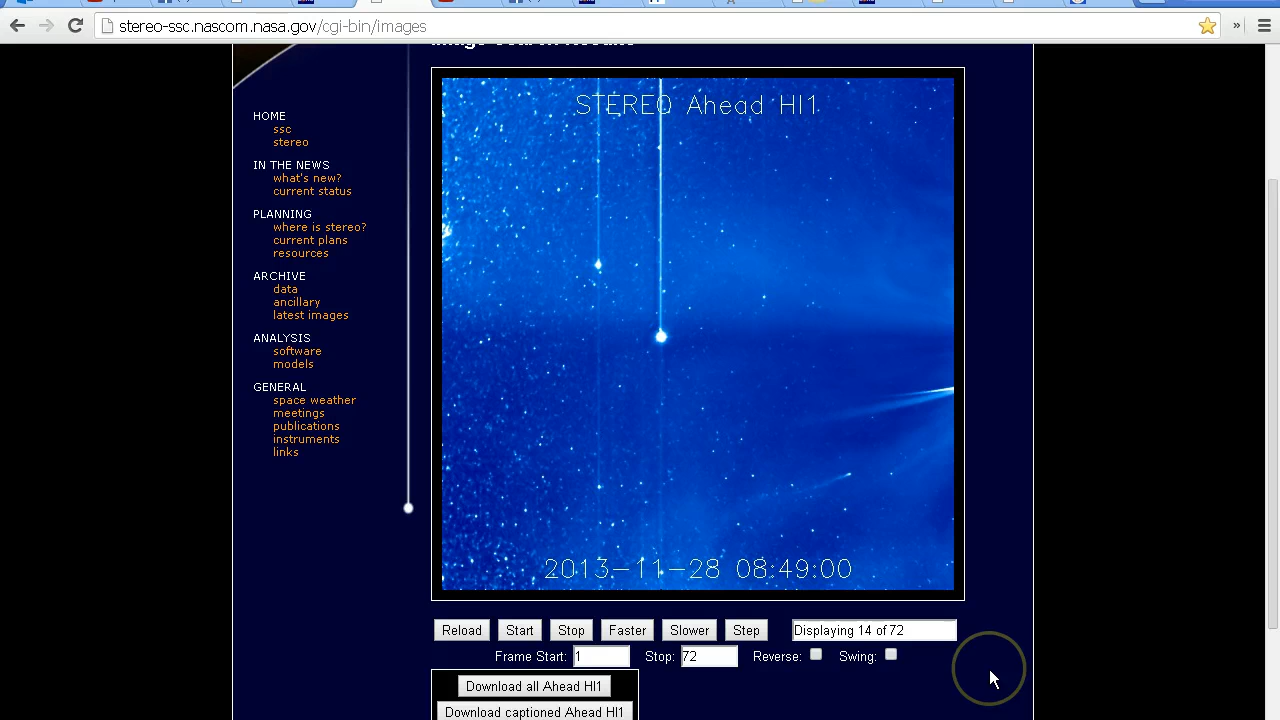 stereo-ssc.nascom.nasa.gov/cgi-bin/images
HOME
ssc
stereo
IN THE NEWS
what's new?
current status
PLANNING
where is stereo?
current plans
resources
ARCHIVE
data
ancillary
latest images
ANALYSIS
software
models
GENERAL
space weather
meetings
publications
instruments
links
STEREO Ahead HI1
2013-11-28 08:49:00
Reload Start Stop Faster Slower Step Displaying 14 of 72
Frame Start: 1 Stop: 72 Reverse: Swing:
Download all Ahead HI1
Download captioned Ahead HI1